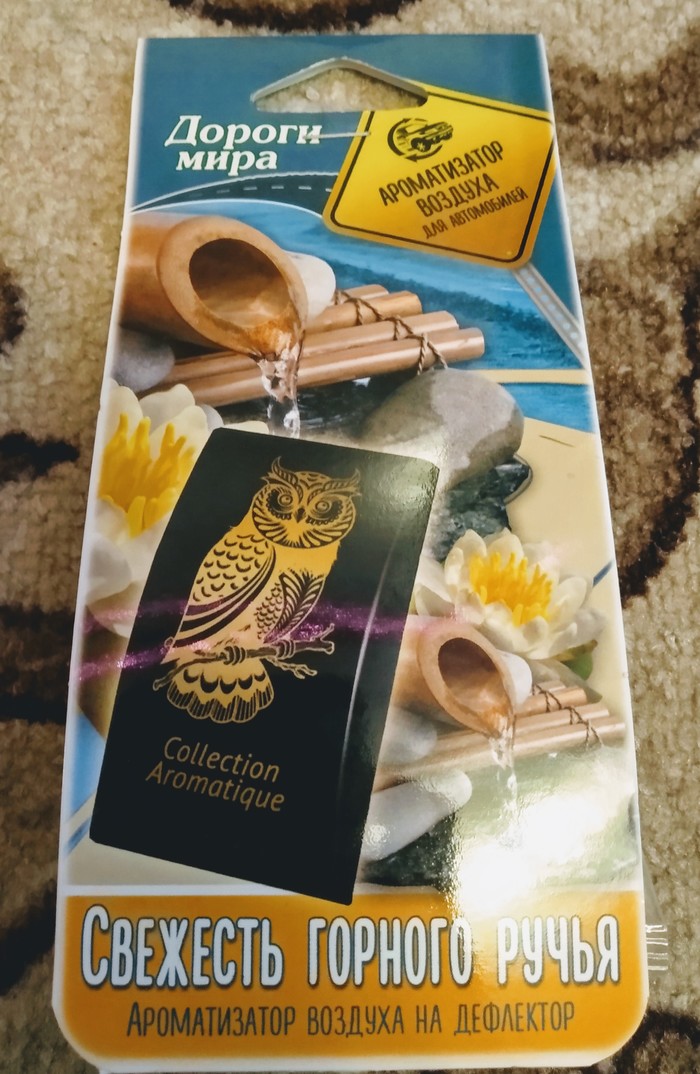 Дороги
мира
АРОМАТИЗАТОР
ВОЗДУХА
ДЛЯ АВТОМОБИЛЕЙ
Collection
Aromatique
СВЕЖЕСТЬ ГОРНОГО РУЧЬЯ
АРОМАТИЗАТОР ВОЗДУХА НА ДЕФЛЕКТОР